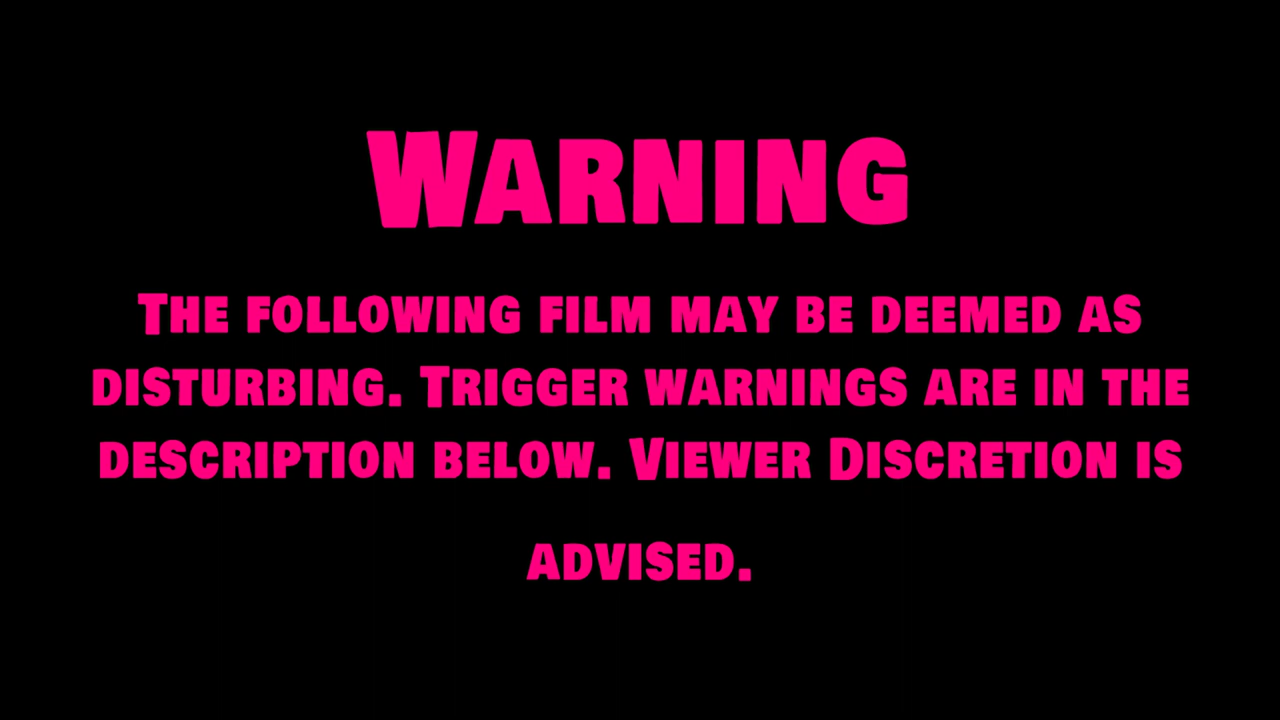 Warning
The following film may be deemed as
disturbing. Trigger warnings are in the
description below. Viewer Discretion is
advised.